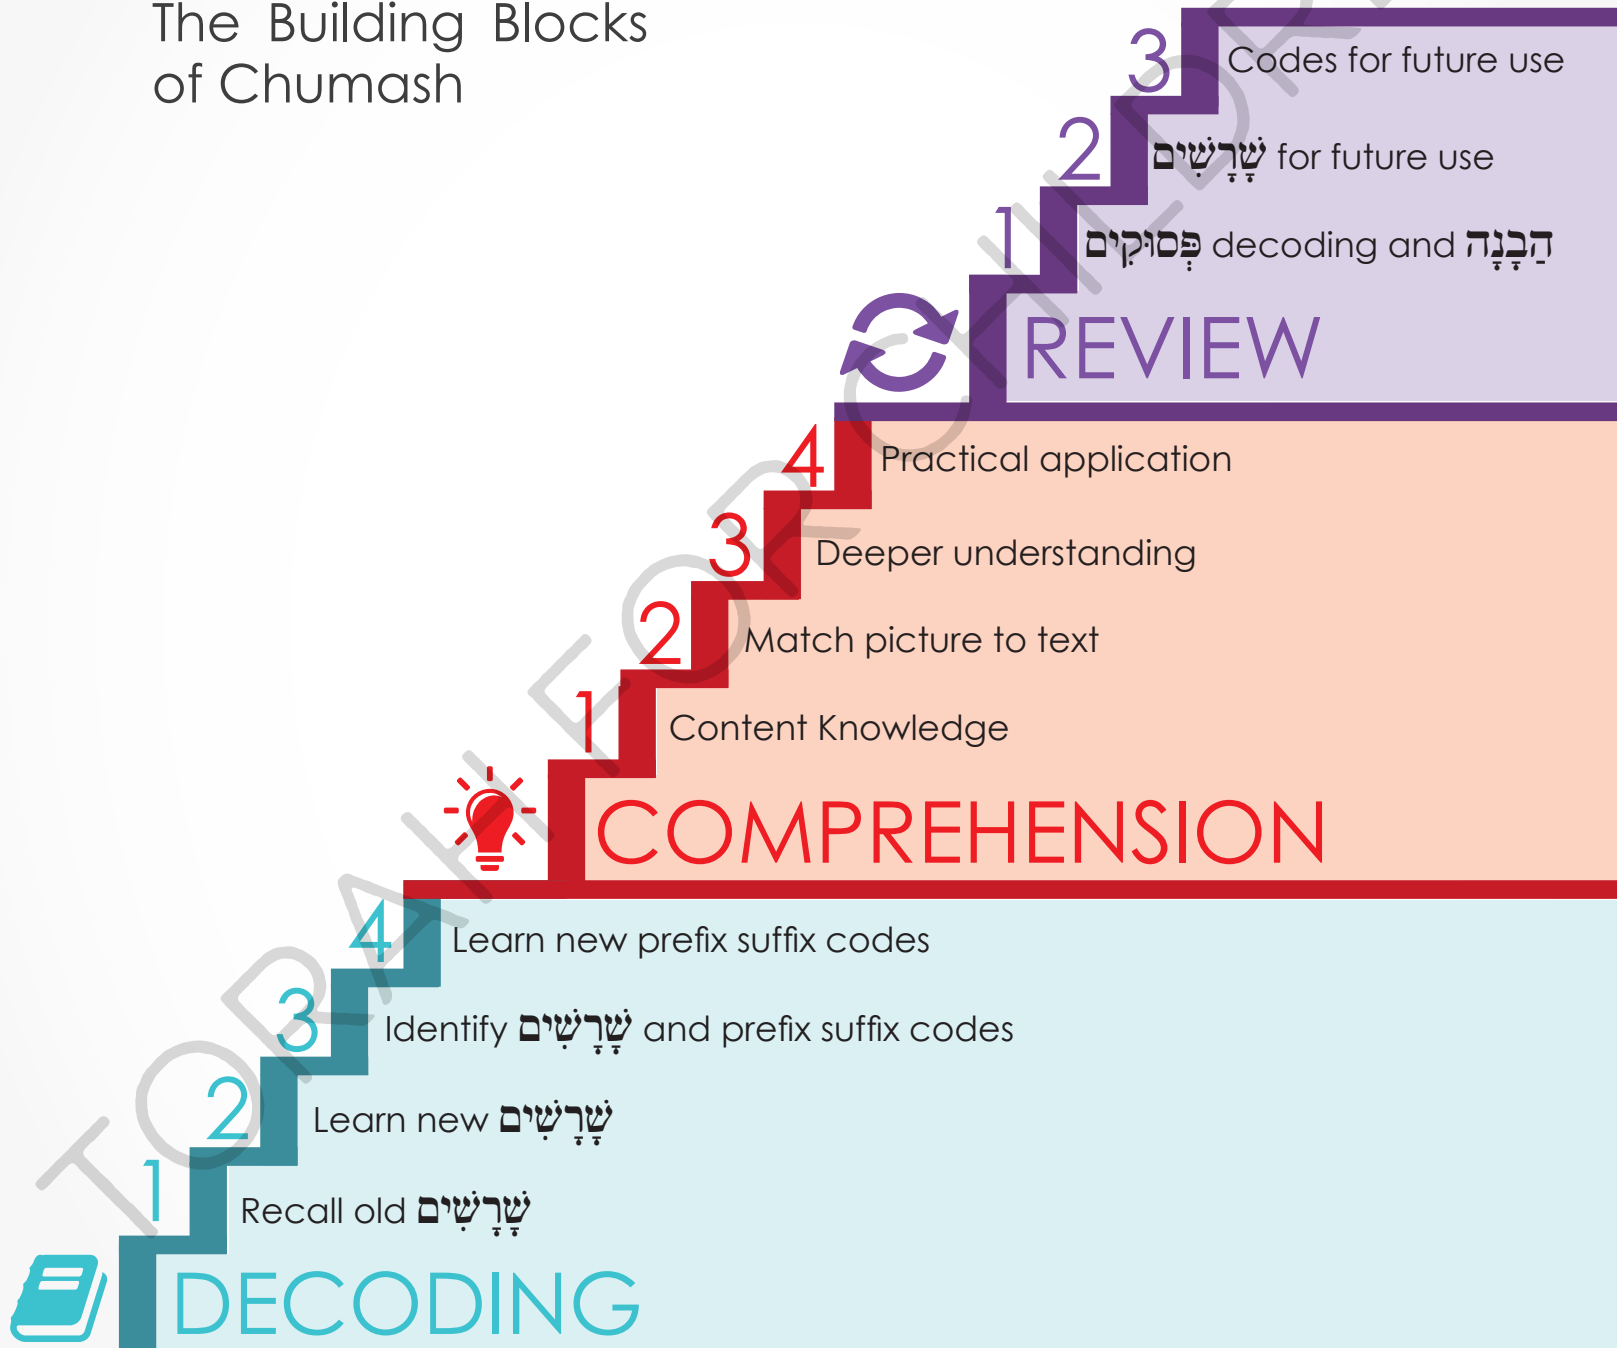 The Building Blocks
of Chumash
3 Codes for future use
2 שָׁרָשִׁים for future use
1 פְּסוּקִים decoding and הַבָנָה
REVIEW
4 Practical application
3 Deeper understanding
2 Match picture to text
1 Content Knowledge
COMPREHENSION
4 Learn new prefix suffix codes
3 Identify שָׁרָשִׁים and prefix suffix codes
2 Learn new שָׁרָשִׁים
1 Recall old שָׁרָשִׁים
DECODING
TORAH FOR CHILDR